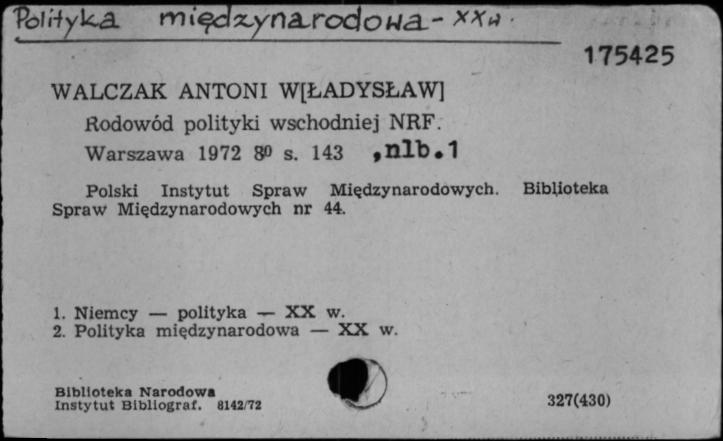 Polityka międzynarodowa - XX w.
175425
WALCZAK ANTONI W[ŁADYSŁAW]
Rodowód polityki wschodniej NRF.
Warszawa 1972 8⁰ s. 143 ,nlb.1
Polski Instytut Spraw Międzynarodowych. Biblioteka
Spraw Międzynarodowych nr 44.
1. Niemcy — polityka — XX w.
2. Polityka międzynarodowa — XX w.
Biblioteka Narodowa
Instytut Bibliograf. 8142/72
327(430)